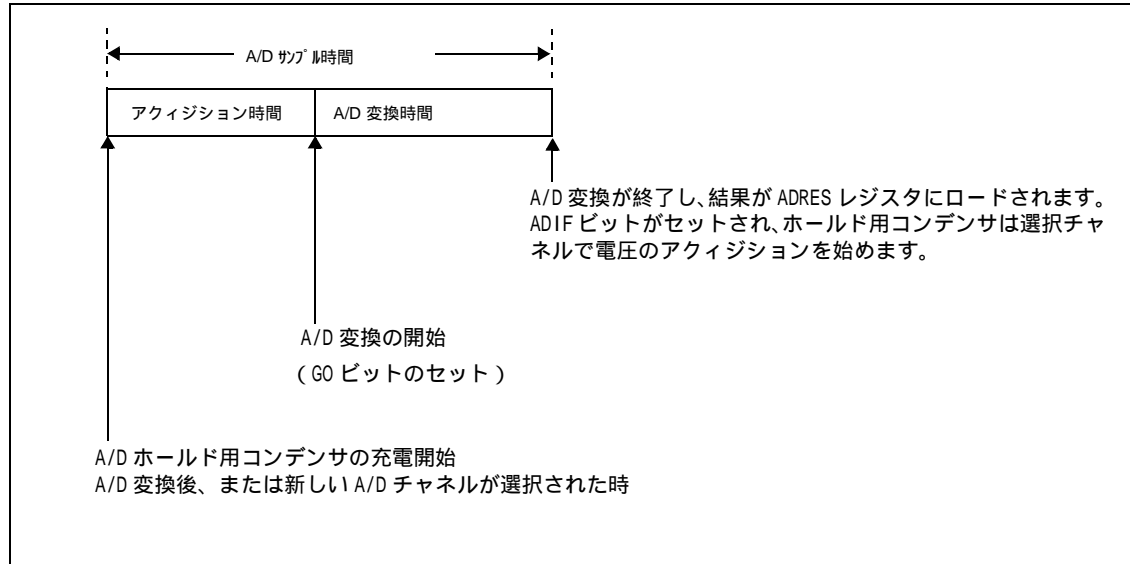 A/D サンプル時間
アクィジション時間
A/D 変換時間
A/D 変換が終了し、結果が ADRES レジスタにロードされます。
ADIF ビットがセットされ、ホールド用コンデンサは選択チャ
ネルで電圧のアクィジションを始めます。
A/D 変換の開始
( GO ビットのセット )
A/D ホールド用コンデンサの充電開始
A/D 変換後、または新しい A/D チャネルが選択された時